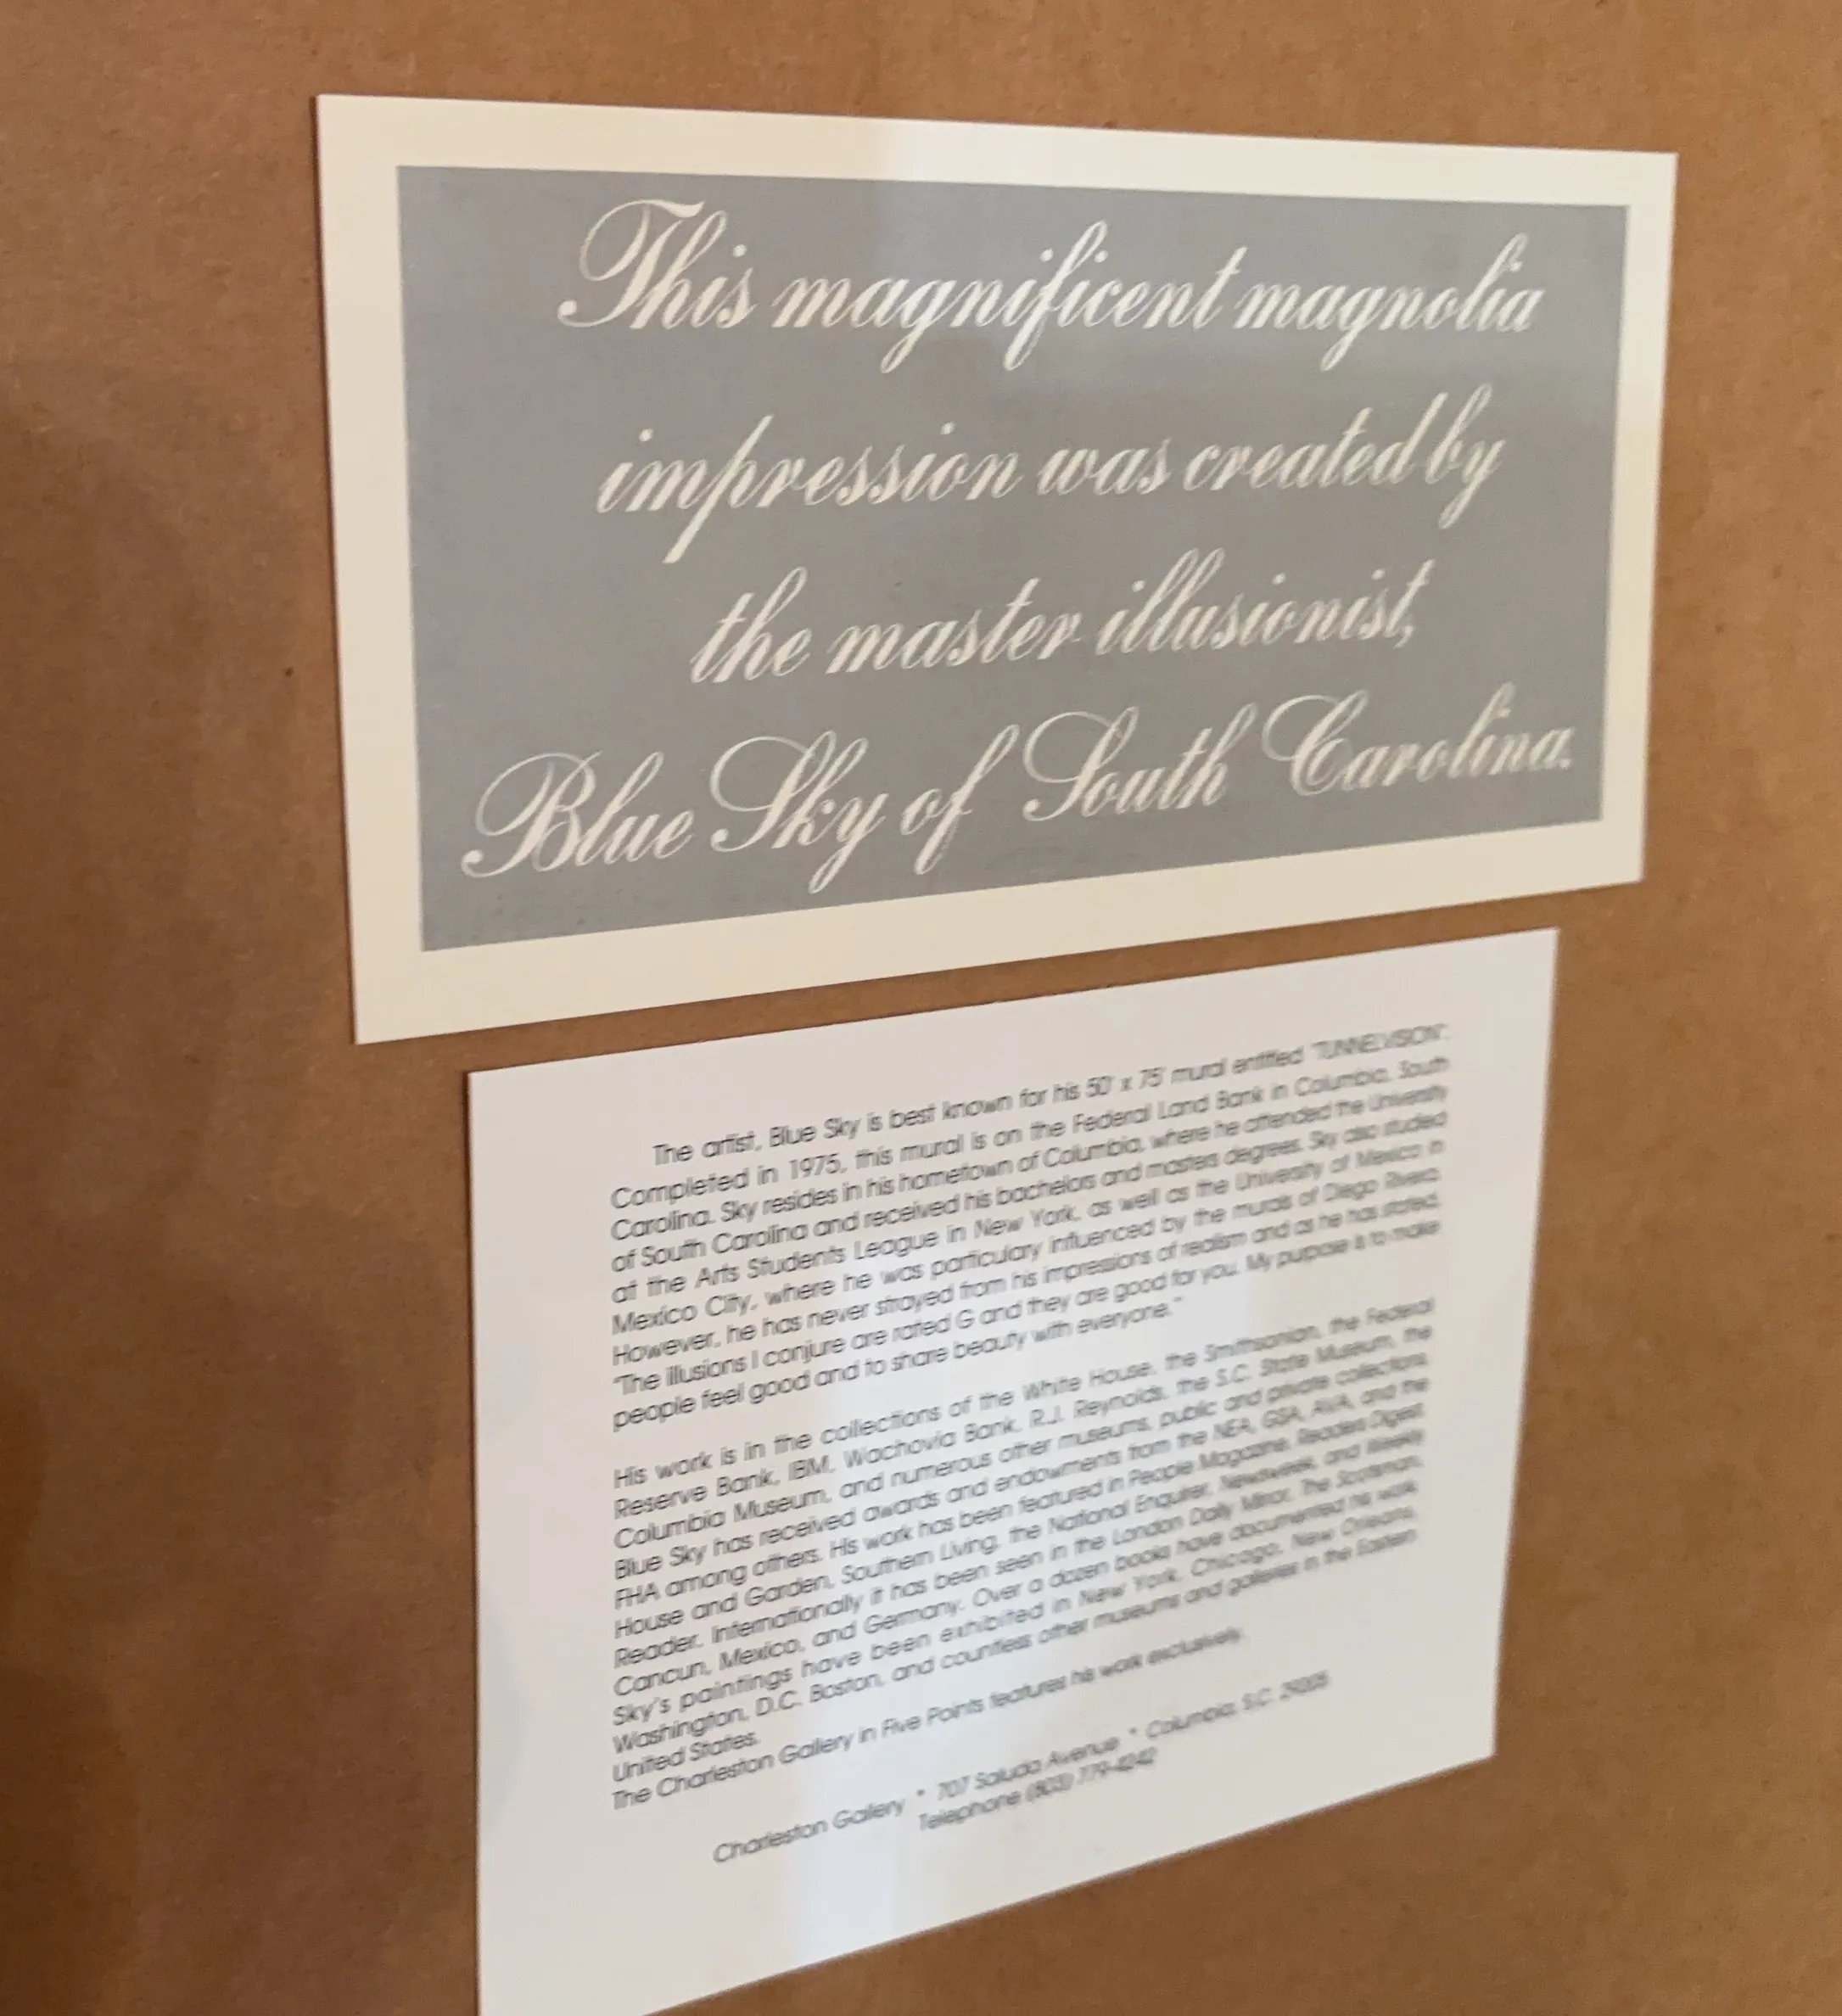 This magnificent magnolia
impression was created by
the master illusionist,
Blue Sky of South Carolina.
The artist, Blue Sky is best known for his 50' x 75' mural entitled "TUNNELVISION".
Completed in 1975, this mural is on the Federal Land Bank in Columbia, South
Carolina. Sky resides in his hometown of Columbia, where he attended the University
of South Carolina and received his bachelors and masters degrees. Sky also studied
at the Arts Students League in New York, as well as the University of Mexico in
Mexico City, where he was particulary influenced by the murals of Diego Rivera.
However, he has never strayed from his impressions of realism and as he has stated,
"The illusions I conjure are rated G and they are good for you. My purpose is to make
people feel good and to share beauty with everyone."
His work is in the collections of the White House, the Smithsonian, the Federal
Reserve Bank, IBM, Wachovia Bank, R.J. Reynolds, the S.C. State Museum, the
Columbia Museum, and numerous other museums, public and private collections.
Blue Sky has received awards and endowments from the NEA, GSA, AVA, and the
FHA among others. His work has been featured in People Magazine, Readers Digest,
House and Garden, Southern Living, the National Enquirer, Newsweek, and Weekly
Reader. Internationally it has been seen in the London Daily Mirror, The Scotsman,
Cancun, Mexico, and Germany. Over a dozen books have documented his work.
Sky's paintings have been exhibited in New York, Chicago, New Orleans,
Washington, D.C. Boston, and countless other museums and galleries in the Eastern
United States.
The Charleston Gallery in Five Points features his work exclusively.
Charleston Gallery * 707 Saluda Avenue * Columbia, S.C. 29205
Telephone (803) 779-4242